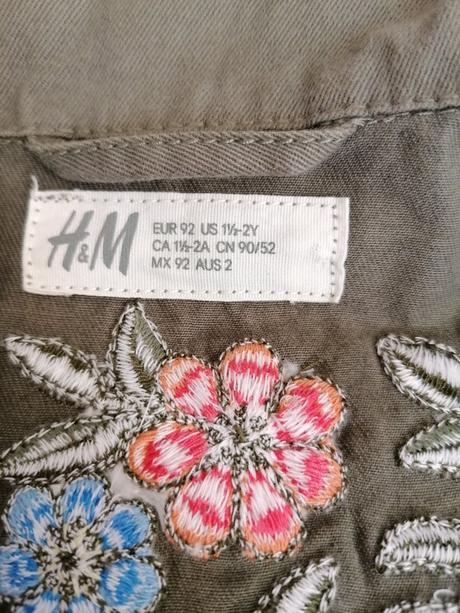 H&M
EUR 92 US 1½-2Y
CA 1½-2A CN 90/52
MX 92 AUS 2